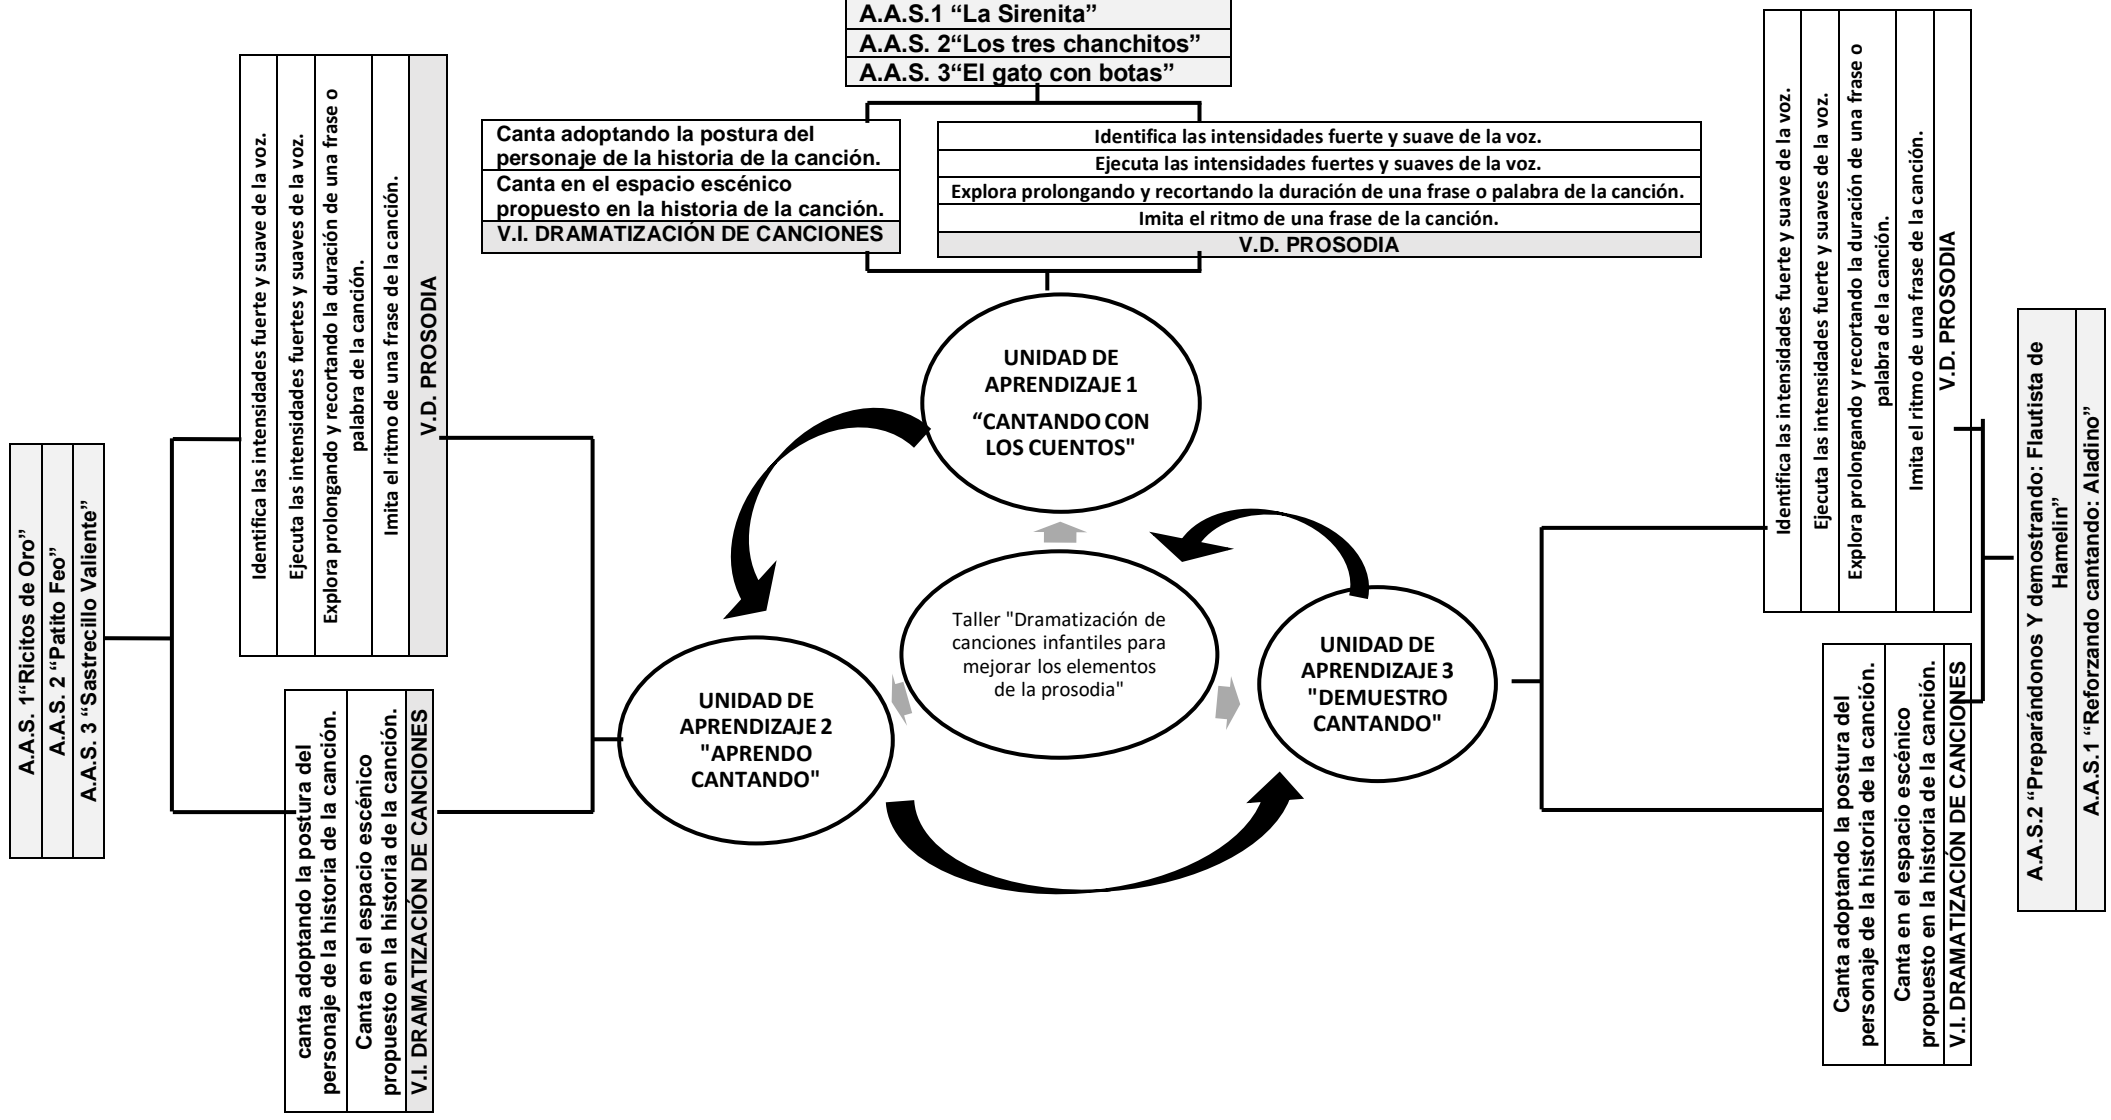 A.A.S.1 “La Sirenita”
A.A.S. 2“Los tres chanchitos”
A.A.S. 3“El gato con botas”
Canta adoptando la postura del
personaje de la historia de la canción.
Canta en el espacio escénico
propuesto en la historia de la canción.
V.I. DRAMATIZACIÓN DE CANCIONES
Identifica las intensidades fuerte y suave de la voz.
Ejecuta las intensidades fuertes y suaves de la voz.
Explora prolongando y recortando la duración de una frase o palabra de la canción.
Imita el ritmo de una frase de la canción.
V.D. PROSODIA
UNIDAD DE
APRENDIZAJE 1
“CANTANDO CON
LOS CUENTOS"
Taller "Dramatización de
canciones infantiles para
mejorar los elementos
de la prosodia"
UNIDAD DE
APRENDIZAJE 2
"APRENDO
CANTANDO"
UNIDAD DE
APRENDIZAJE 3
"DEMUESTRO
CANTANDO"
A.A.S. 1“Ricitos de Oro”
A.A.S. 2 “Patito Feo”
A.A.S. 3 “Sastrecillo Valiente”
Identifica las intensidades fuerte y suave de la voz.
Ejecuta las intensidades fuertes y suaves de la voz.
Explora prolongando y recortando la duración de una frase o
palabra de la canción.
Imita el ritmo de una frase de la canción.
V.D. PROSODIA
canta adoptando la postura del
personaje de la historia de la canción.
Canta en el espacio escénico
propuesto en la historia de la canción.
V.I. DRAMATIZACIÓN DE CANCIONES
Identifica las intensidades fuerte y suave de la voz.
Ejecuta las intensidades fuerte y suaves de la voz.
Explora prolongando y recortando la duración de una frase o
palabra de la canción.
Imita el ritmo de una frase de la canción.
V.D. PROSODIA
Canta adoptando la postura del
personaje de la historia de la canción.
Canta en el espacio escénico
propuesto en la historia de la canción.
V.I. DRAMATIZACIÓN DE CANCIONES
A.A.S.2 “Preparándonos Y demostrando: Flautista de
Hamelin”
A.A.S.1 “Reforzando cantando: Aladino”